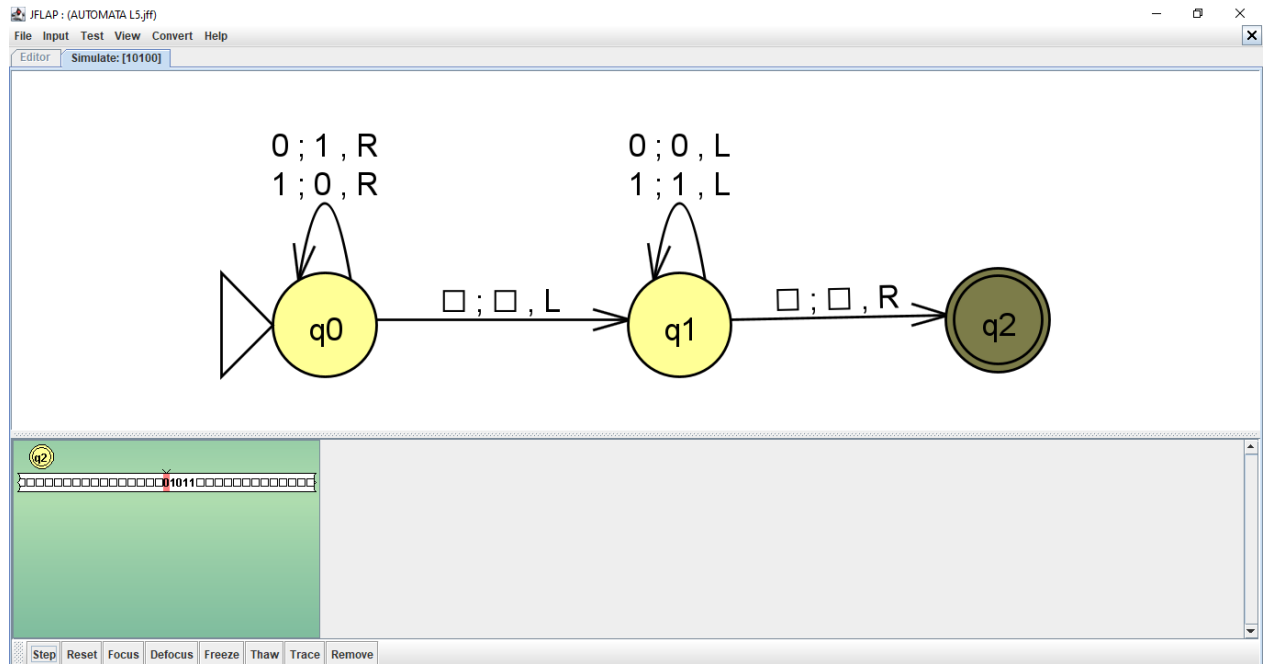 JFLAP : (AUTOMATA L5.jff)
File Input Test View Convert Help
Editor Simulate: [10100]
0 ; 1 , R
1 ; 0 , R
0 ; 0 , L
1 ; 1 , L
□ ; □ , L
□ ; □ , R
q0
q1
q2
q2
□□□□□□□□□□□□□□□□01011□□□□□□□□□□□□□
Step Reset Focus Defocus Freeze Thaw Trace Remove